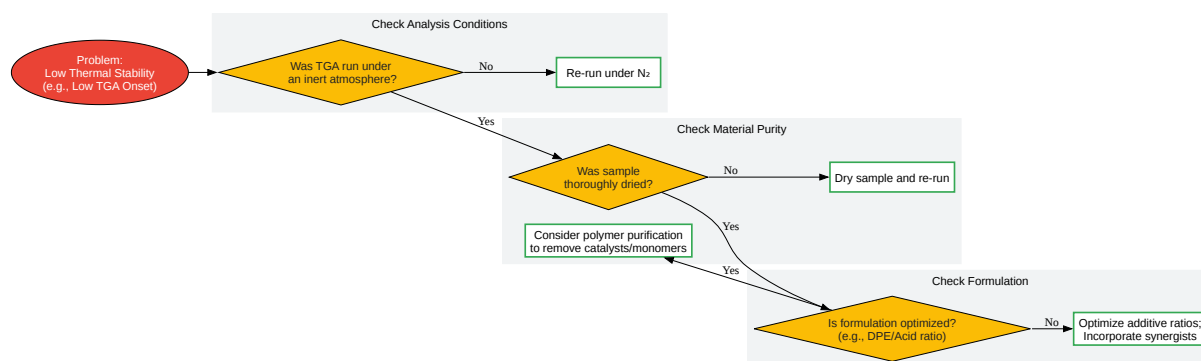 Check Analysis Conditions
Problem:
Low Thermal Stability
(e.g., Low TGA Onset)
Was TGA run under
an inert atmosphere?
No
Re-run under N₂
Yes
Check Material Purity
Was sample
thoroughly dried?
No
Dry sample and re-run
Yes
Consider polymer purification
to remove catalysts/monomers
Yes
Check Formulation
Is formulation optimized?
(e.g., DPE/Acid ratio)
No
Optimize additive ratios;
Incorporate synergists